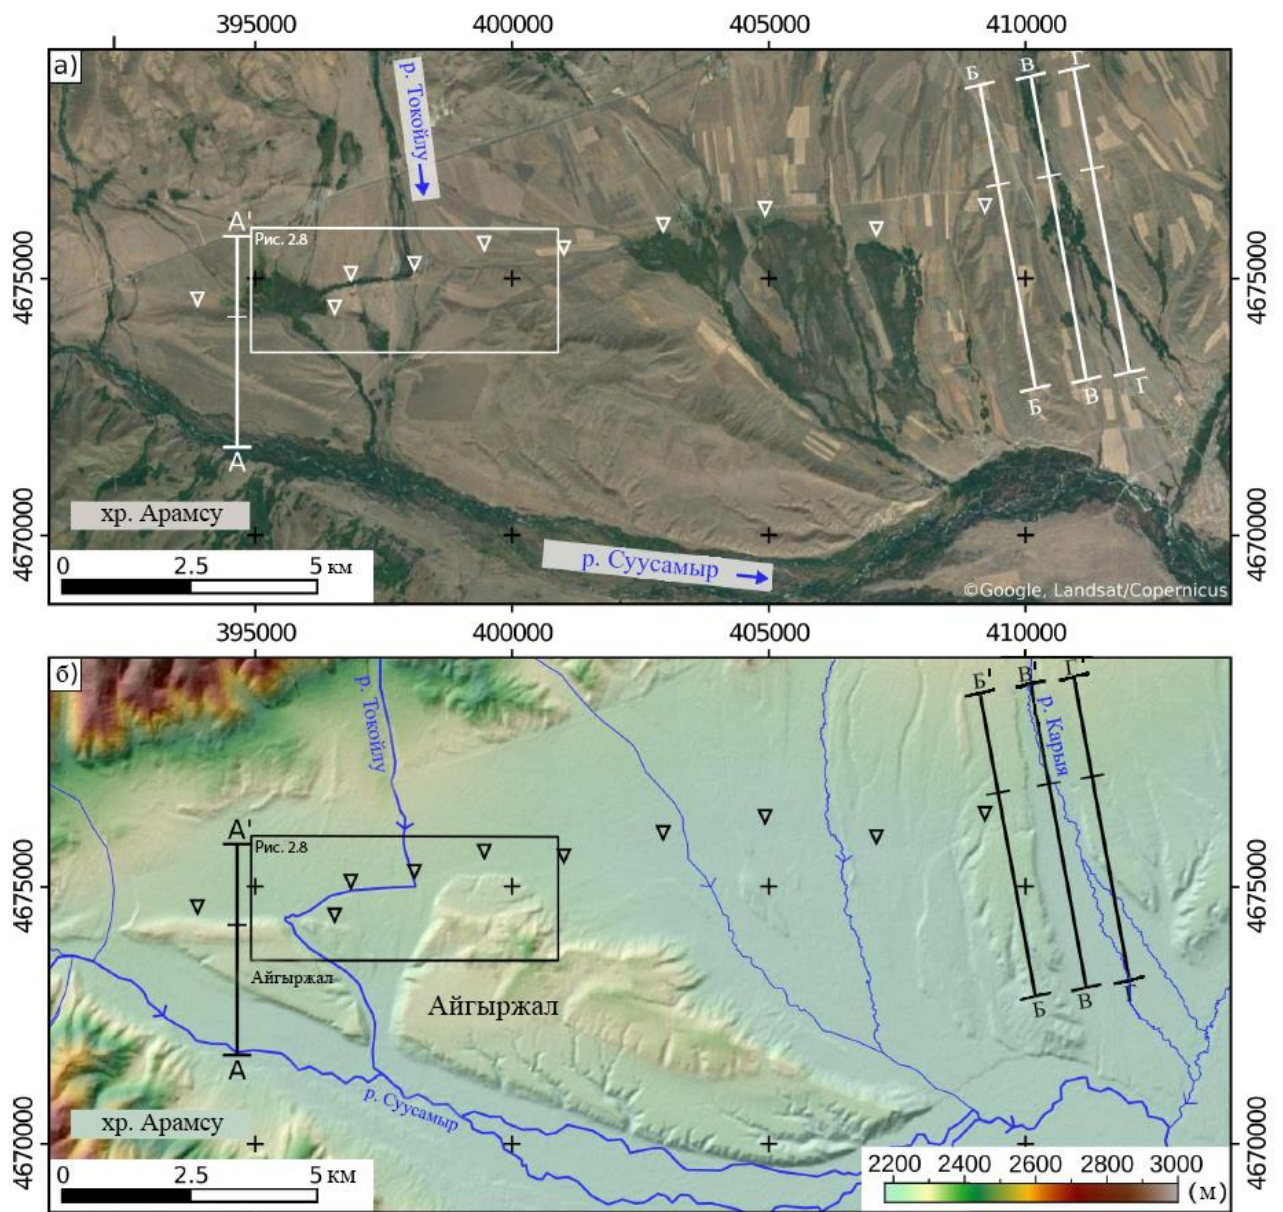 395000 400000 405000 410000
а)
р. Токойлу
Б В Г
А'
Рис. 2.8
4675000 4675000
Б В Г
А
хр. Арамсу
4670000 4670000
0 2.5 5 км
р. Суусамыр
©Google, Landsat/Copernicus
395000 400000 405000 410000
б)
р. Токойлу
Б' В' Г'
р. Карыя
А'
Рис. 2.8
4675000 4675000
Айгыржал
Айгыржал
Б В Г
А
р. Суусамыр
хр. Арамсу
4670000 4670000
0 2.5 5 км
2200 2400 2600 2800 3000
(м)